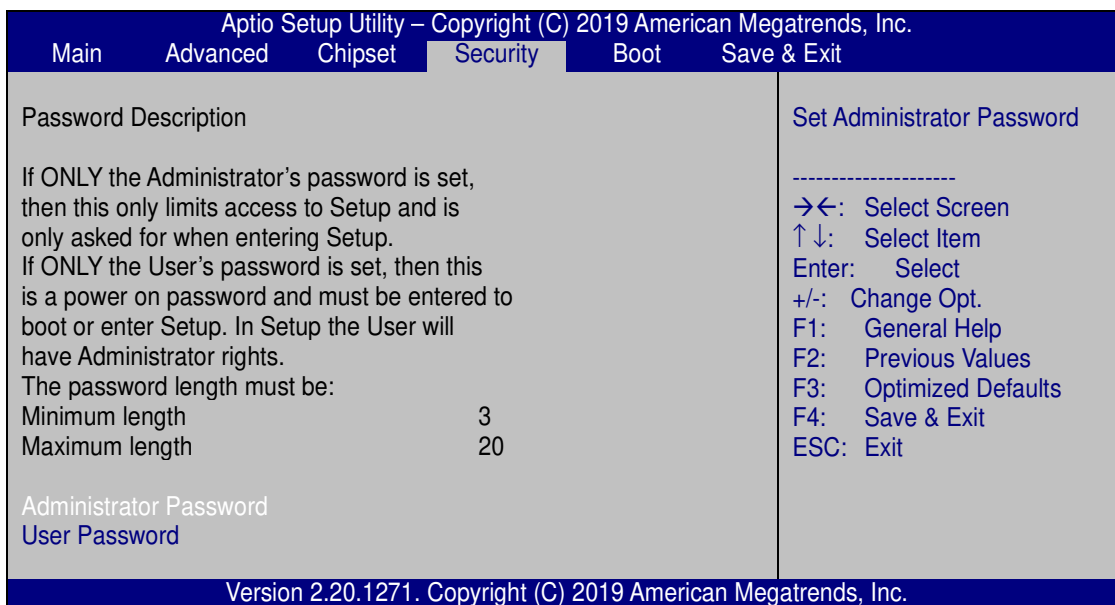 Aptio Setup Utility – Copyright (C) 2019 American Megatrends, Inc.
Main Advanced Chipset Security Boot Save & Exit
Password Description
If ONLY the Administrator's password is set,
then this only limits access to Setup and is
only asked for when entering Setup.
If ONLY the User's password is set, then this
is a power on password and must be entered to
boot or enter Setup. In Setup the User will
have Administrator rights.
The password length must be:
Minimum length 3
Maximum length 20
Administrator Password
User Password
Set Administrator Password
---------------------
→←: Select Screen
↑↓: Select Item
Enter: Select
+/-: Change Opt.
F1: General Help
F2: Previous Values
F3: Optimized Defaults
F4: Save & Exit
ESC: Exit
Version 2.20.1271. Copyright (C) 2019 American Megatrends, Inc.